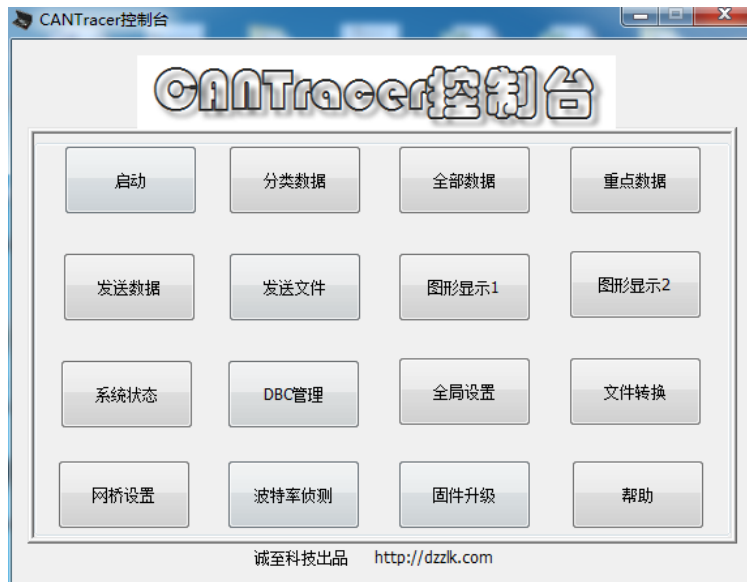 CANTracer控制台
CANTracer控制台
启动 分类数据 全部数据 重点数据
发送数据 发送文件 图形显示1 图形显示2
系统状态 DBC管理 全局设置 文件转换
网桥设置 波特率侦测 固件升级 帮助
诚至科技出品 http://dzzlk.com